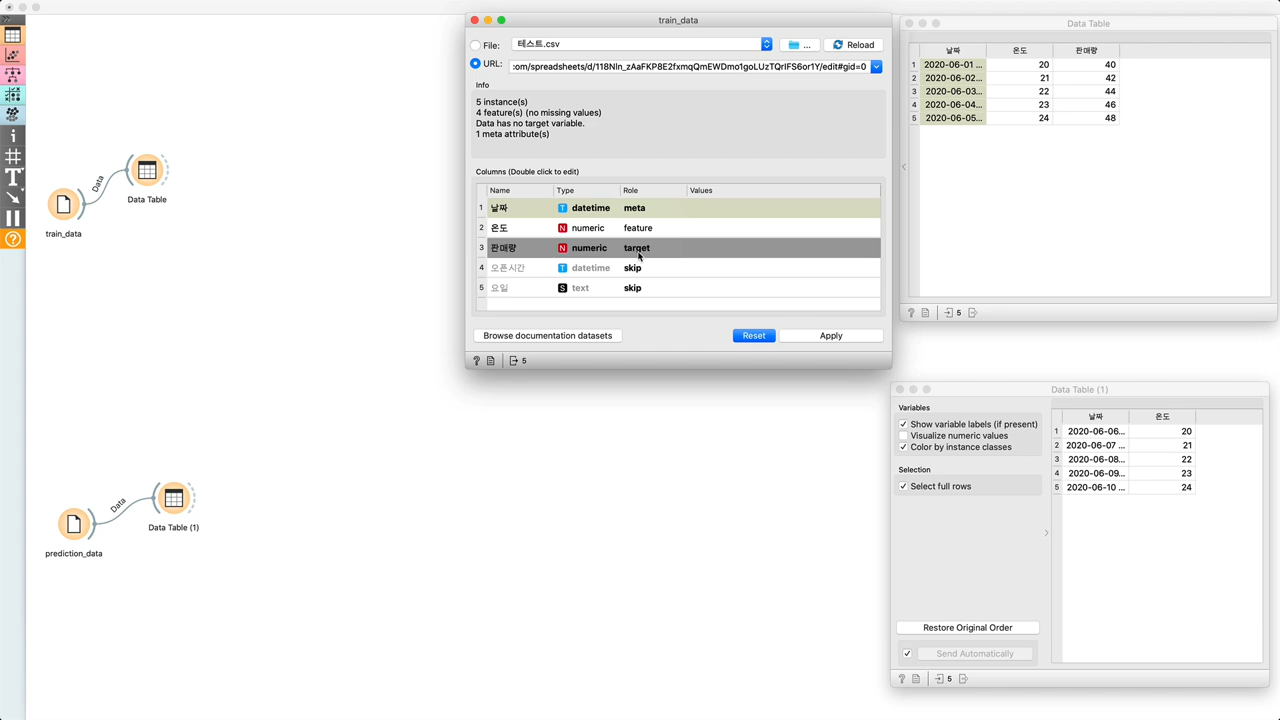 train_data
File:
테스트.csv
...
Reload
URL:
:om/spreadsheets/d/118Nln_zAaFKP8E2fxmqQmEWDmo1goLUzTQrIFS6or1Y/edit#gid=0
Info
5 instance(s)
4 feature(s) (no missing values)
Data has no target variable.
1 meta attribute(s)
Columns (Double click to edit)
Name Type Role Values
1 날짜 T datetime meta
2 온도 N numeric feature
3 판매량 N numeric target
4 오픈시간 T datetime skip
5 요일 S text skip
Browse documentation datasets
Reset
Apply
? 5
Data Table
날짜 온도 판매량
1 2020-06-01 ... 20 40
2 2020-06-02... 21 42
3 2020-06-03... 22 44
4 2020-06-04... 23 46
5 2020-06-05... 24 48
? 5
Data
Data Table
train_data
Data
Data Table (1)
prediction_data
Data Table (1)
Variables
Show variable labels (if present)
Visualize numeric values
Color by instance classes
Selection
Select full rows
Restore Original Order
Send Automatically
날짜 온도
1 2020-06-06... 20
2 2020-06-07 ... 21
3 2020-06-08... 22
4 2020-06-09... 23
5 2020-06-10 ... 24
? 5